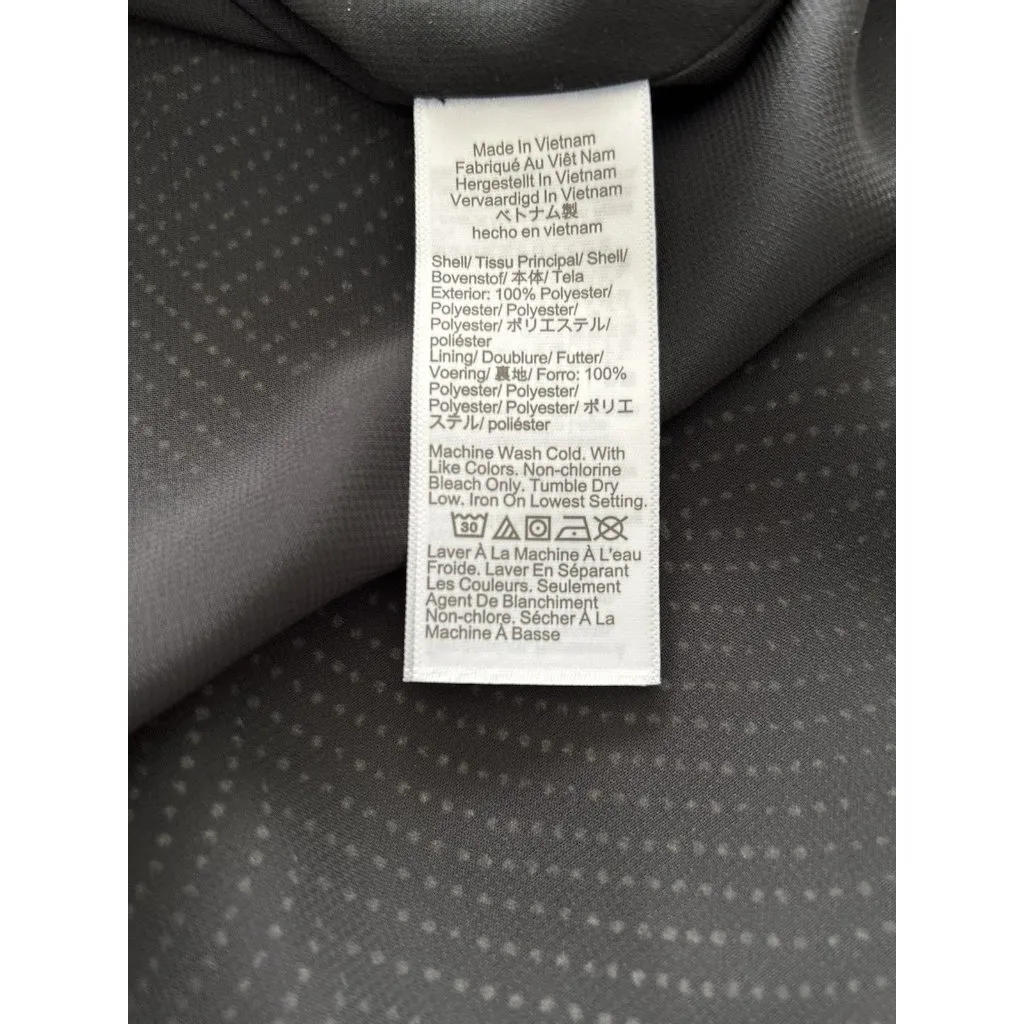 Made In Vietnam
Fabriqué Au Viêt Nam
Hergestellt In Vietnam
Vervaardigd In Vietnam
ベトナム製
hecho en vietnam
Shell/ Tissu Principal/ Shell/
Bovenstof/ 本体/ Tela
Exterior: 100% Polyester/
Polyester/ Polyester/
Polyester/ ポリエステル/
poliéster
Lining/ Doublure/ Futter/
Voering/ 裏地/ Forro: 100%
Polyester/ Polyester/
Polyester/ Polyester/ ポリエ
ステル/ poliéster
Machine Wash Cold. With
Like Colors. Non-chlorine
Bleach Only. Tumble Dry
Low. Iron On Lowest Setting.
30
Laver À La Machine À L'eau
Froide. Laver En Séparant
Les Couleurs. Seulement
Agent De Blanchiment
Non-chlore. Sécher À La
Machine À Basse